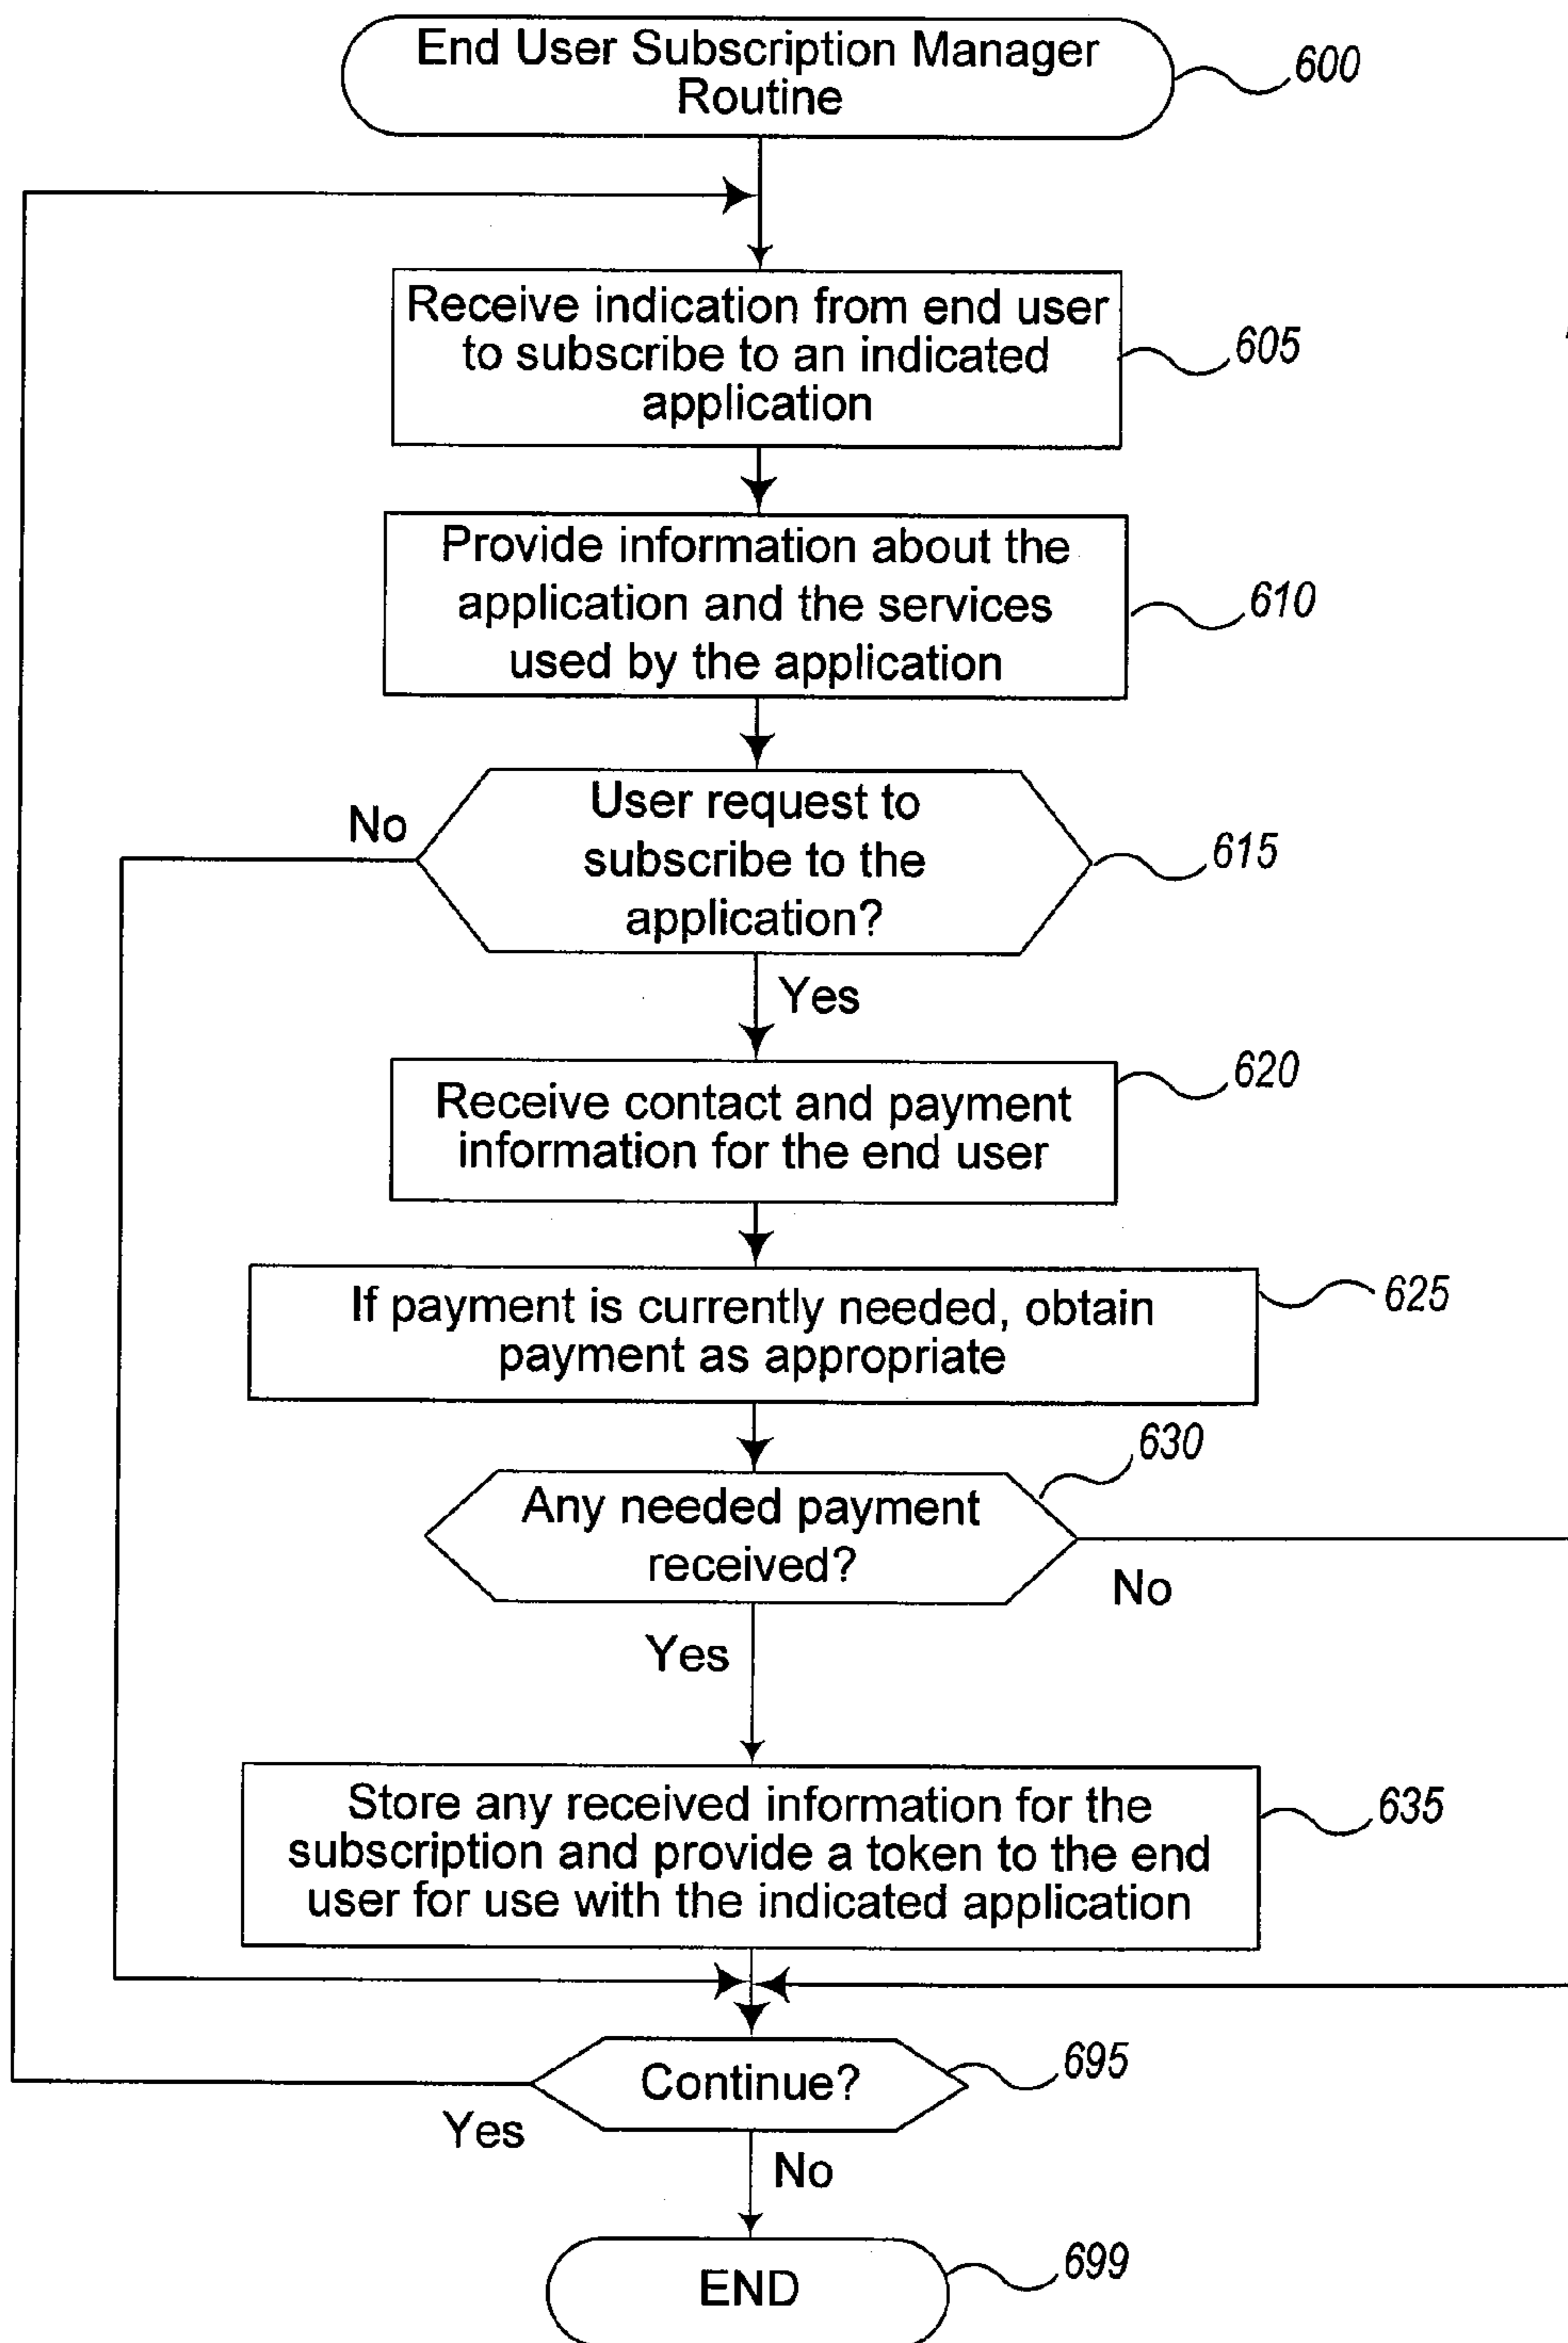 End User Subscription Manager
Routine
600
Receive indication from end user
to subscribe to an indicated
application
605
Provide information about the
application and the services
used by the application
610
No
User request to
subscribe to the
application?
615
Yes
Receive contact and payment
information for the end user
620
If payment is currently needed, obtain
payment as appropriate
625
630
Any needed payment
received?
No
Yes
Store any received information for the
subscription and provide a token to the end
user for use with the indicated application
635
Continue?
695
Yes
No
END
699